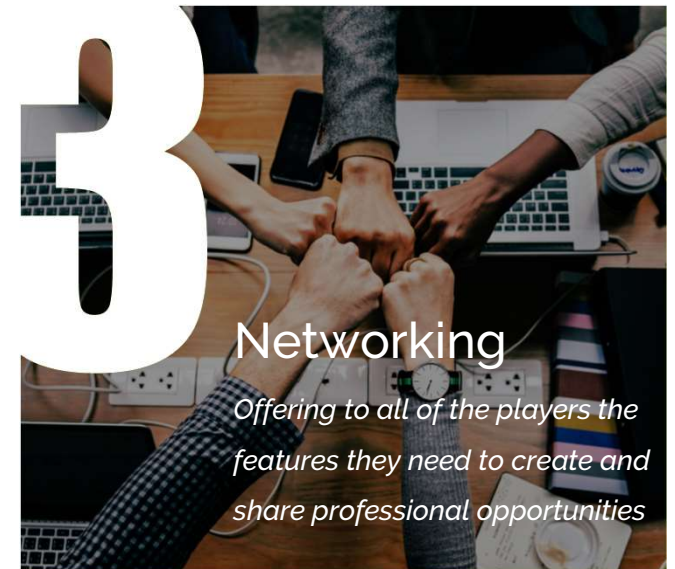 3
Networking
Offering to all of the players the
features they need to create and
share professional opportunities